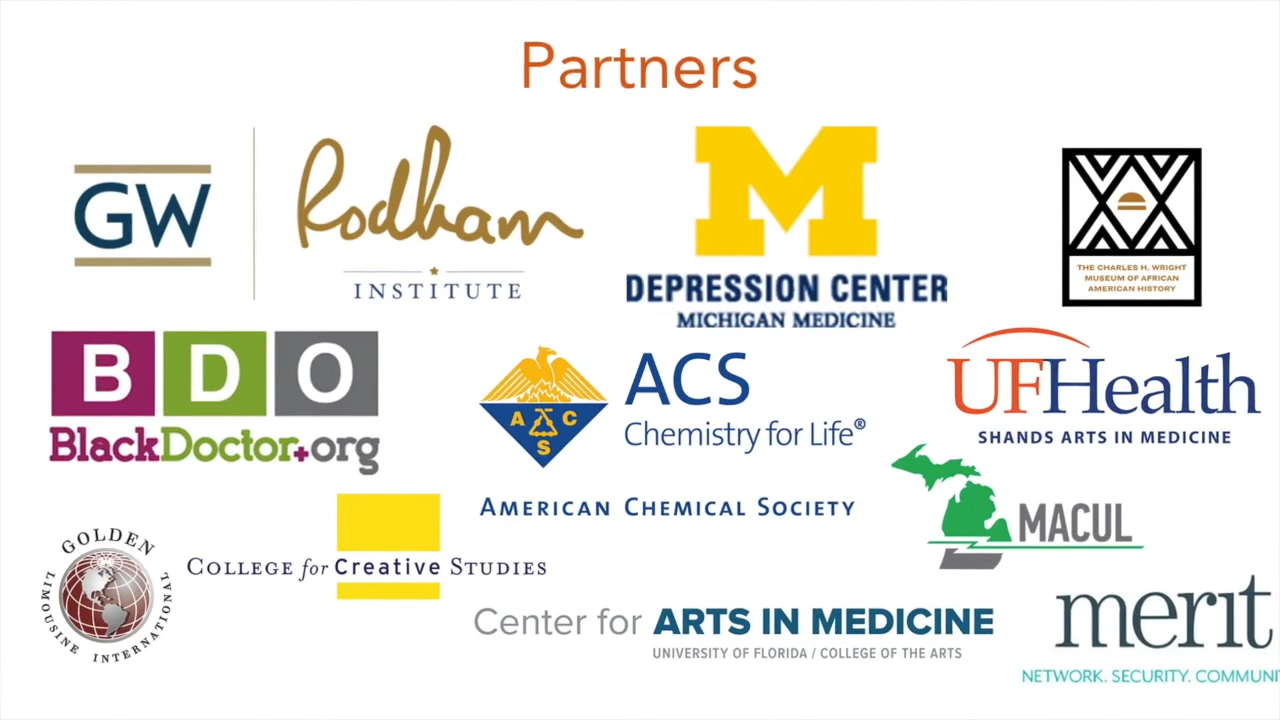 Partners
GW
Rodham
INSTITUTE
M
DEPRESSION CENTER
MICHIGAN MEDICINE
THE CHARLES H. WRIGHT
MUSEUM OF AFRICAN
AMERICAN HISTORY
B D O
BlackDoctor.org
A C
S
ACS
Chemistry for Life®
AMERICAN CHEMICAL SOCIETY
UFHealth
SHANDS ARTS IN MEDICINE
MACUL
GOLDEN
LIMOUSINE INTERNATIONAL
COLLEGE for Creative STUDIES
Center for ARTS IN MEDICINE
UNIVERSITY OF FLORIDA / COLLEGE OF THE ARTS
merit
NETWORK. SECURITY. COMMUNI